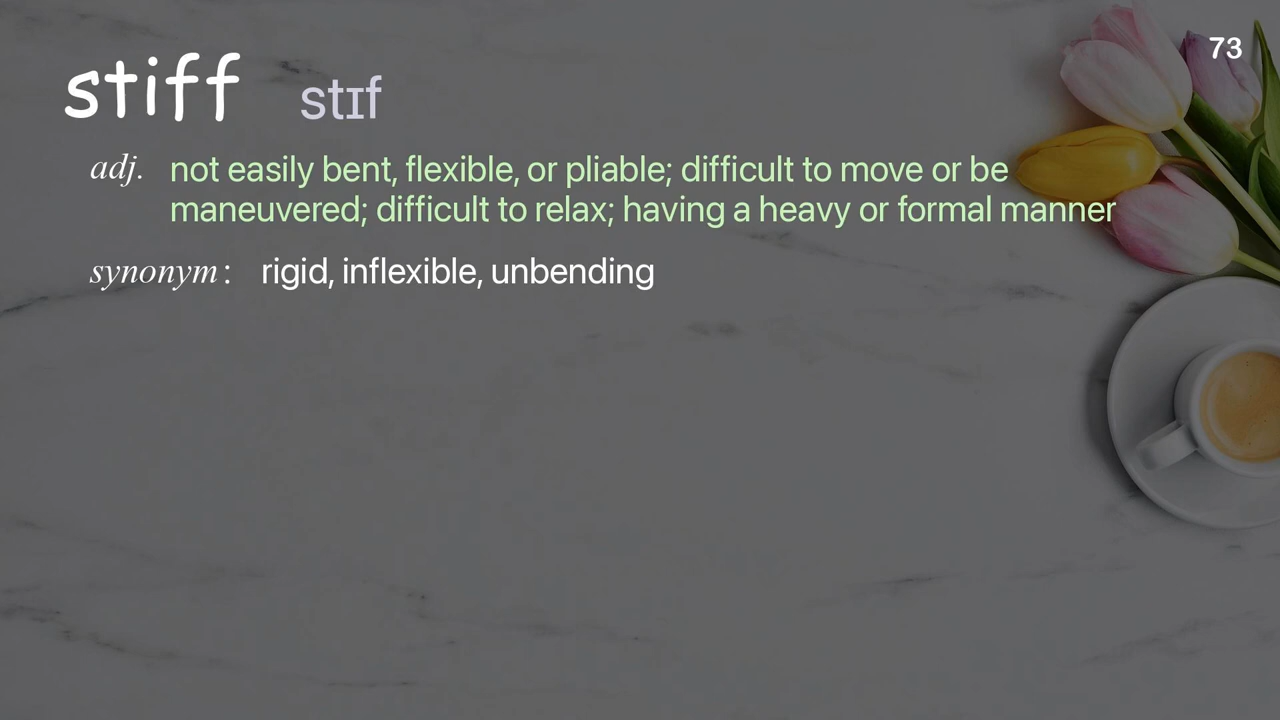 73
stiff stɪf
adj. not easily bent, flexible, or pliable; difficult to move or be
maneuvered; difficult to relax; having a heavy or formal manner
synonym : rigid, inflexible, unbending